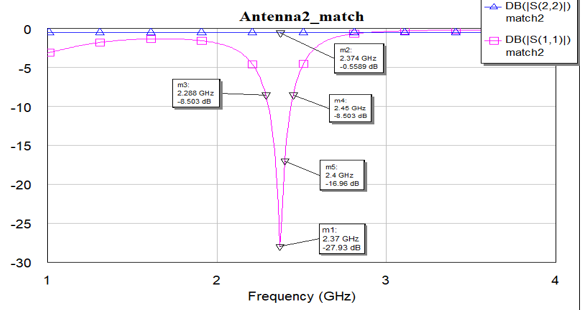 Antenna2_match
DB(|S(2,2)|)
match2
DB(|S(1,1)|)
match2
0
-5
-10
-15
-20
-25
-30
m2:
2.374 GHz
-0.5589 dB
m3:
2.288 GHz
-8.503 dB
m4:
2.46 GHz
-8.503 dB
m5:
2.4 GHz
-16.96 dB
m1:
2.37 GHz
-27.93 dB
1
2
3
4
Frequency (GHz)